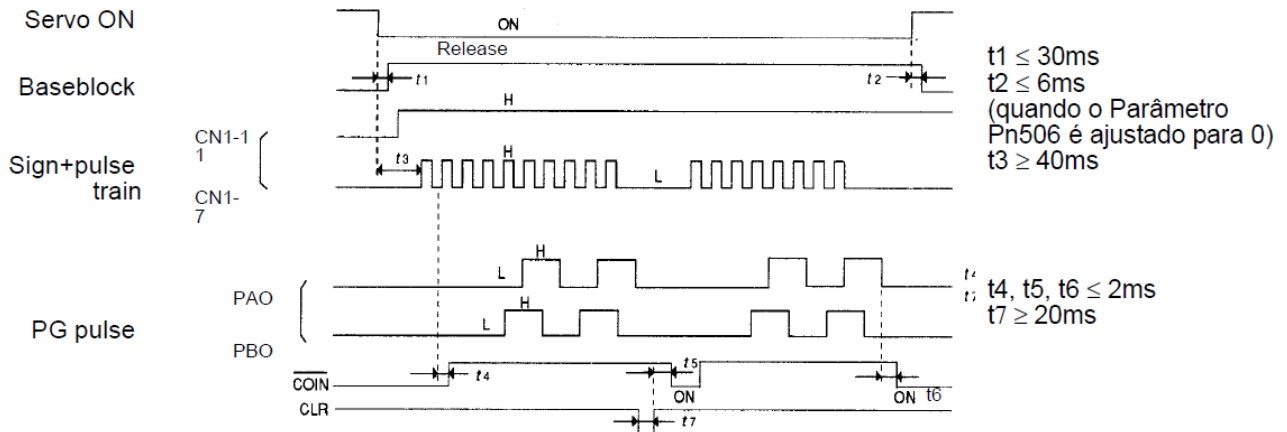 Servo ON
ON
Release
Baseblock
t1
t2
t1 ≤ 30ms
t2 ≤ 6ms
(quando o Parâmetro
Pn506 é ajustado para 0)
t3 ≥ 40ms
H
CN1-1
1
Sign+pulse
train
t3
H
L
CN1-
7
PAO
L
H
PG pulse
PBO
L
H
t4, t5, t6 ≤ 2ms
t7 ≥ 20ms
COIN
t4
t5
ON
ON
t6
CLR
t7